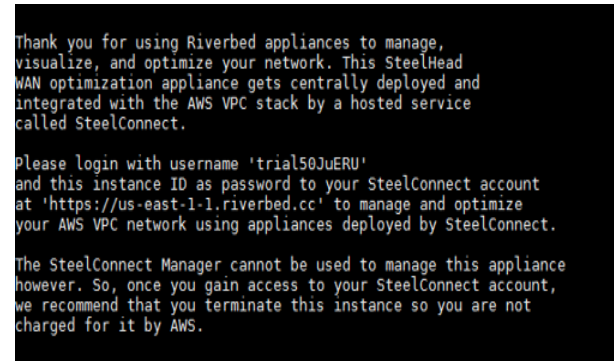 Thank you for using Riverbed appliances to manage,
visualize, and optimize your network. This SteelHead
WAN optimization appliance gets centrally deployed and
integrated with the AWS VPC stack by a hosted service
called SteelConnect.
Please login with username 'trial50JuERU'
and this instance ID as password to your SteelConnect account
at 'https://us-east-1-1.riverbed.cc' to manage and optimize
your AWS VPC network using appliances deployed by SteelConnect.
The SteelConnect Manager cannot be used to manage this appliance
however. So, once you gain access to your SteelConnect account,
we recommend that you terminate this instance so you are not
charged for it by AWS.